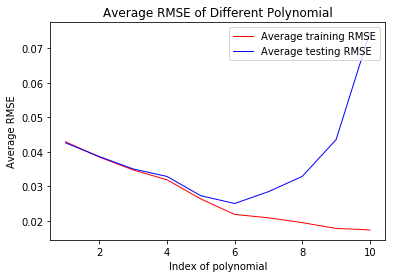 Average RMSE of Different Polynomial
Average training RMSE
Average testing RMSE
Average RMSE
0.07
0.06
0.05
0.04
0.03
0.02
2 4 6 8 10
Index of polynomial